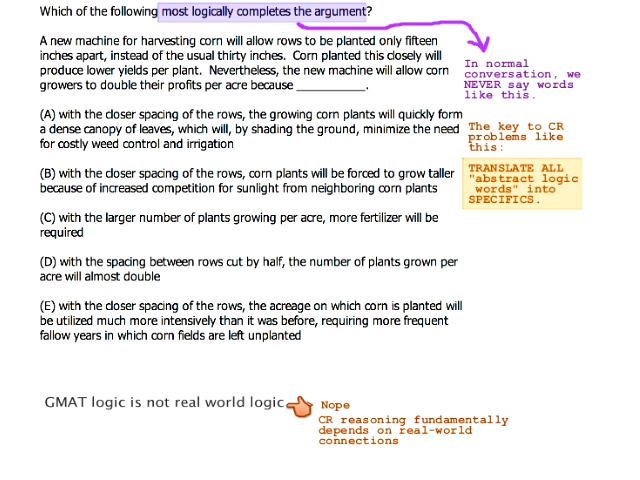 Which of the following most logically completes the argument?
A new machine for harvesting corn will allow rows to be planted only fifteen
inches apart, instead of the usual thirty inches. Corn planted this closely will
produce lower yields per plant. Nevertheless, the new machine will allow corn
growers to double their profits per acre because ____________.
In normal
conversation, we
NEVER say words
like this.
(A) with the closer spacing of the rows, the growing corn plants will quickly form
a dense canopy of leaves, which will, by shading the ground, minimize the need
for costly weed control and irrigation
The key to CR
problems like
this:
TRANSLATE ALL
"abstract logic
words" into
SPECIFICS.
(B) with the closer spacing of the rows, corn plants will be forced to grow taller
because of increased competition for sunlight from neighboring corn plants
(C) with the larger number of plants growing per acre, more fertilizer will be
required
(D) with the spacing between rows cut by half, the number of plants grown per
acre will almost double
(E) with the closer spacing of the rows, the acreage on which corn is planted will
be utilized much more intensively than it was before, requiring more frequent
fallow years in which corn fields are left unplanted
GMAT logic is not real world logic
Nope
CR reasoning fundamentally
depends on real-world
connections